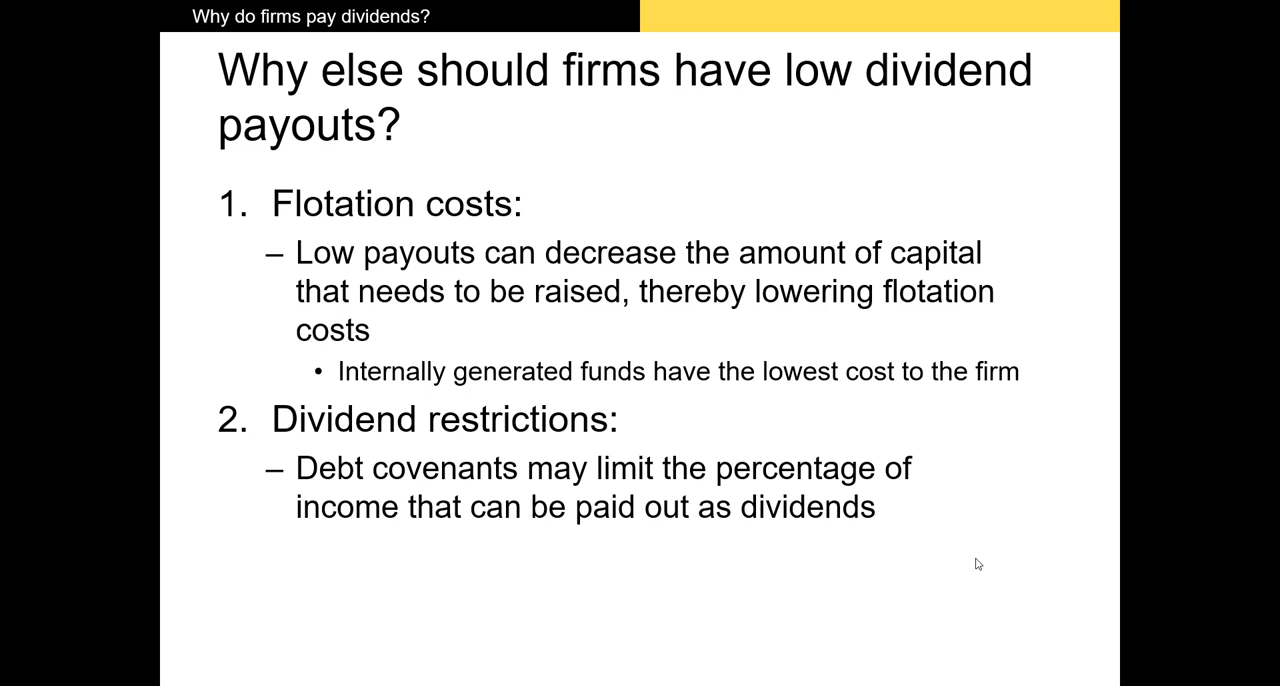 Why do firms pay dividends?
Why else should firms have low dividend
payouts?
1. Flotation costs:
– Low payouts can decrease the amount of capital
that needs to be raised, thereby lowering flotation
costs
• Internally generated funds have the lowest cost to the firm
2. Dividend restrictions:
– Debt covenants may limit the percentage of
income that can be paid out as dividends